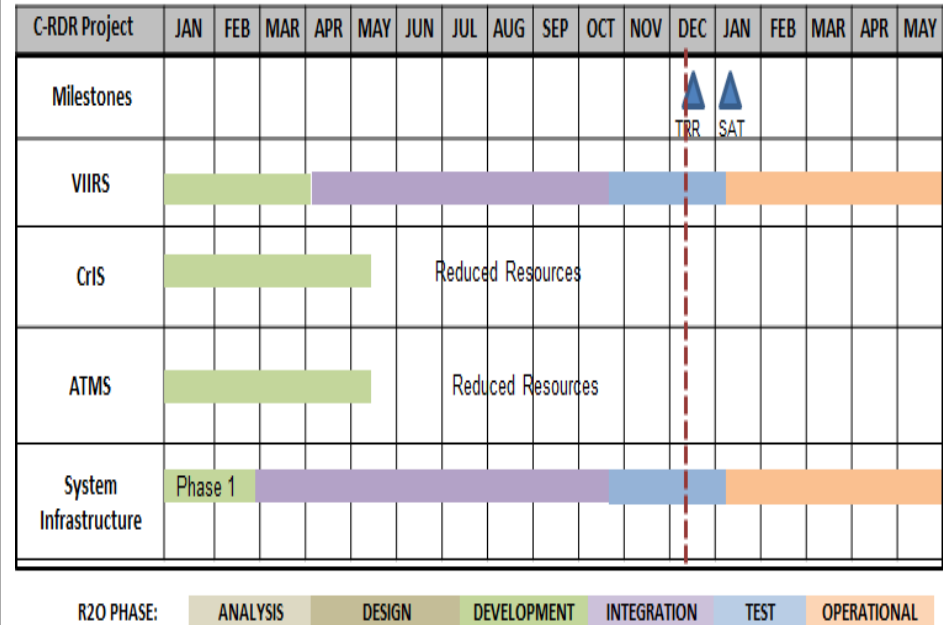 C-RDR Project JAN FEB MAR APR MAY JUN JUL AUG SEP OCT NOV DEC JAN FEB MAR APR MAY
Milestones
TRR SAT
VIIRS
CrIS Reduced Resources
ATMS Reduced Resources
System
Infrastructure
Phase 1
R2O PHASE: ANALYSIS DESIGN DEVELOPMENT INTEGRATION TEST OPERATIONAL